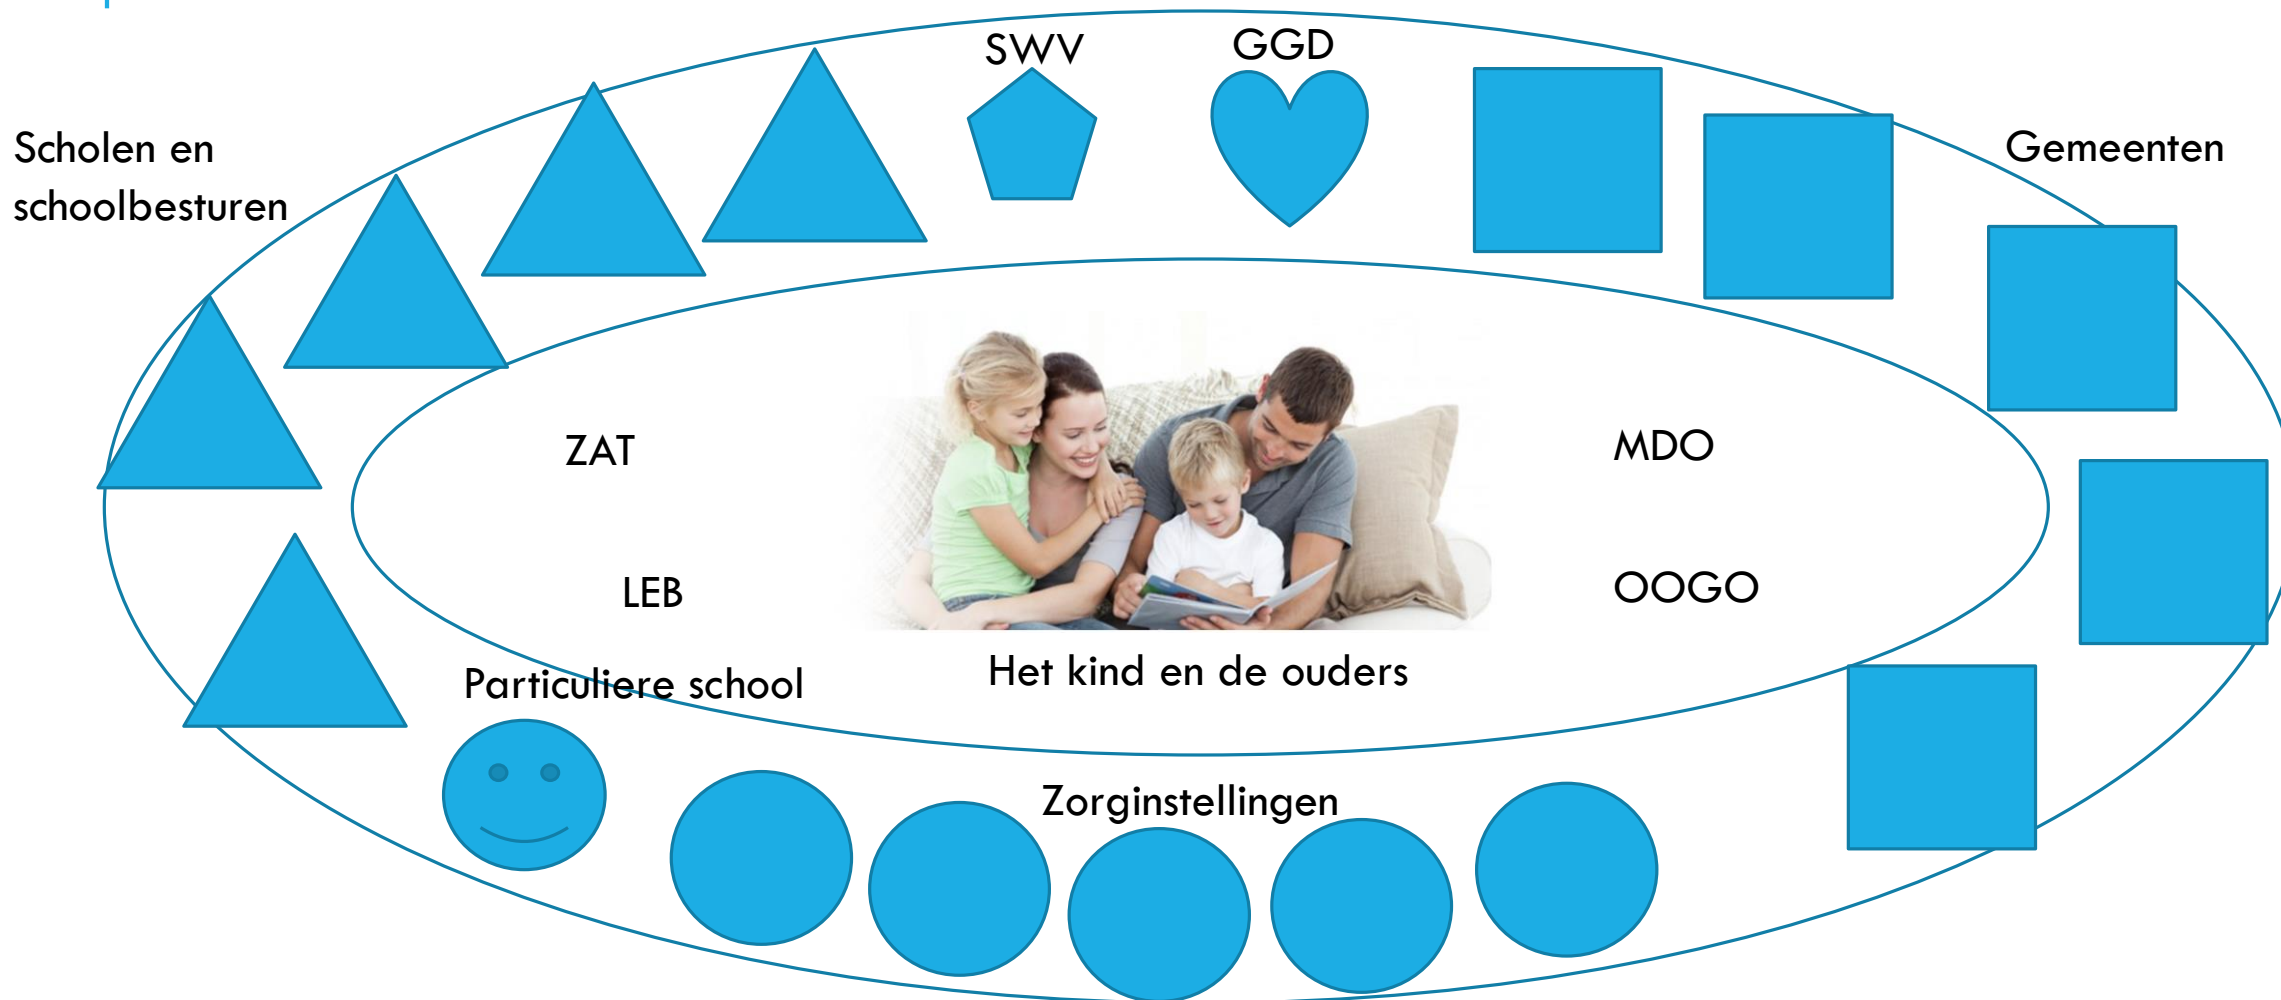 SWV
GGD
Scholen en
schoolbesturen
Gemeenten
ZAT
MDO
LEB
OOGO
Particuliere school
Het kind en de ouders
Zorginstellingen